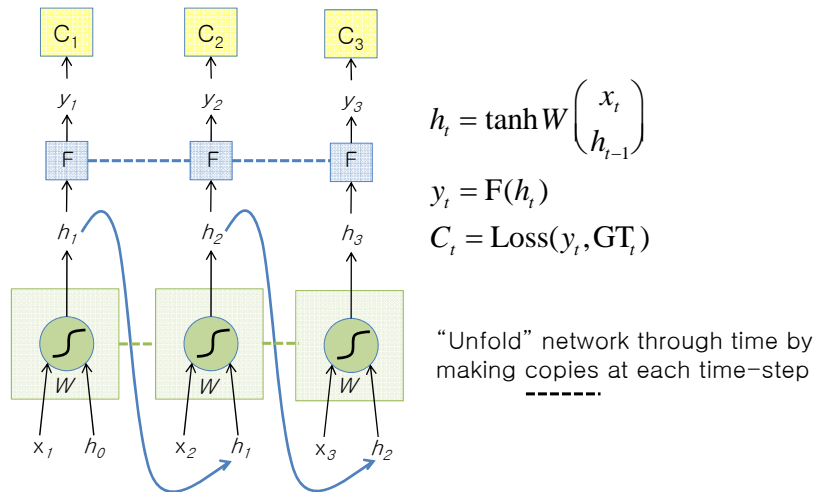 C₁ C₂ C₃
y₁ y₂ y₃
F F F
h₁ h₂ h₃
W W W
x₁ h₀ x₂ h₁ x₃ h₂
hₜ = tanh W ( xₜ
hₜ₋₁ )
yₜ = F(hₜ)
Cₜ = Loss(yₜ, GTₜ)
“Unfold” network through time by
making copies at each time-step